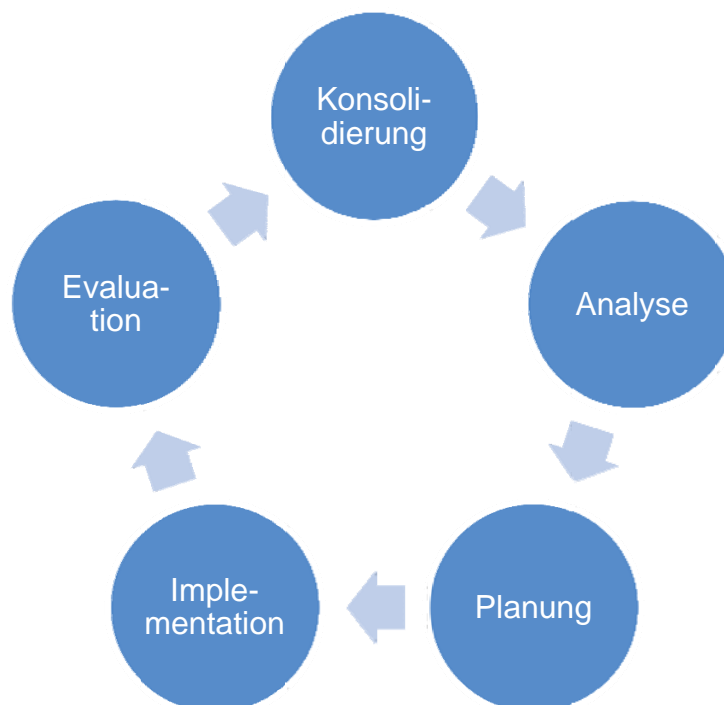 Konsoli-
dierung
Analyse
Planung
Imple-
mentation
Evalua-
tion